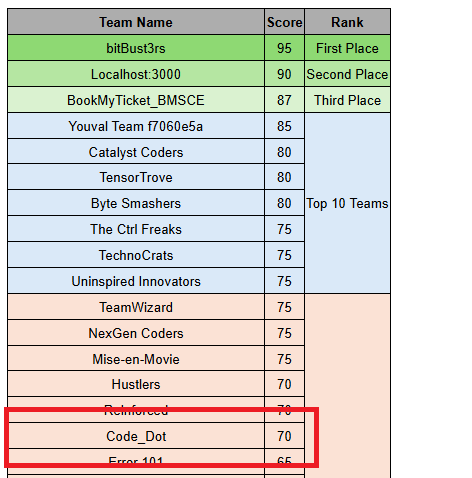 Team Name Score Rank
bitBust3rs 95 First Place
Localhost:3000 90 Second Place
BookMyTicket_BMSCE 87 Third Place
Youval Team f7060e5a 85
Catalyst Coders 80
TensorTrove 80
Byte Smashers 80 Top 10 Teams
The Ctrl Freaks 75
TechnoCrats 75
Uninspired Innovators 75
TeamWizard 75
NexGen Coders 75
Mise-en-Movie 75
Hustlers 70
Reinforced 70
Code_Dot 70
Error 101 65